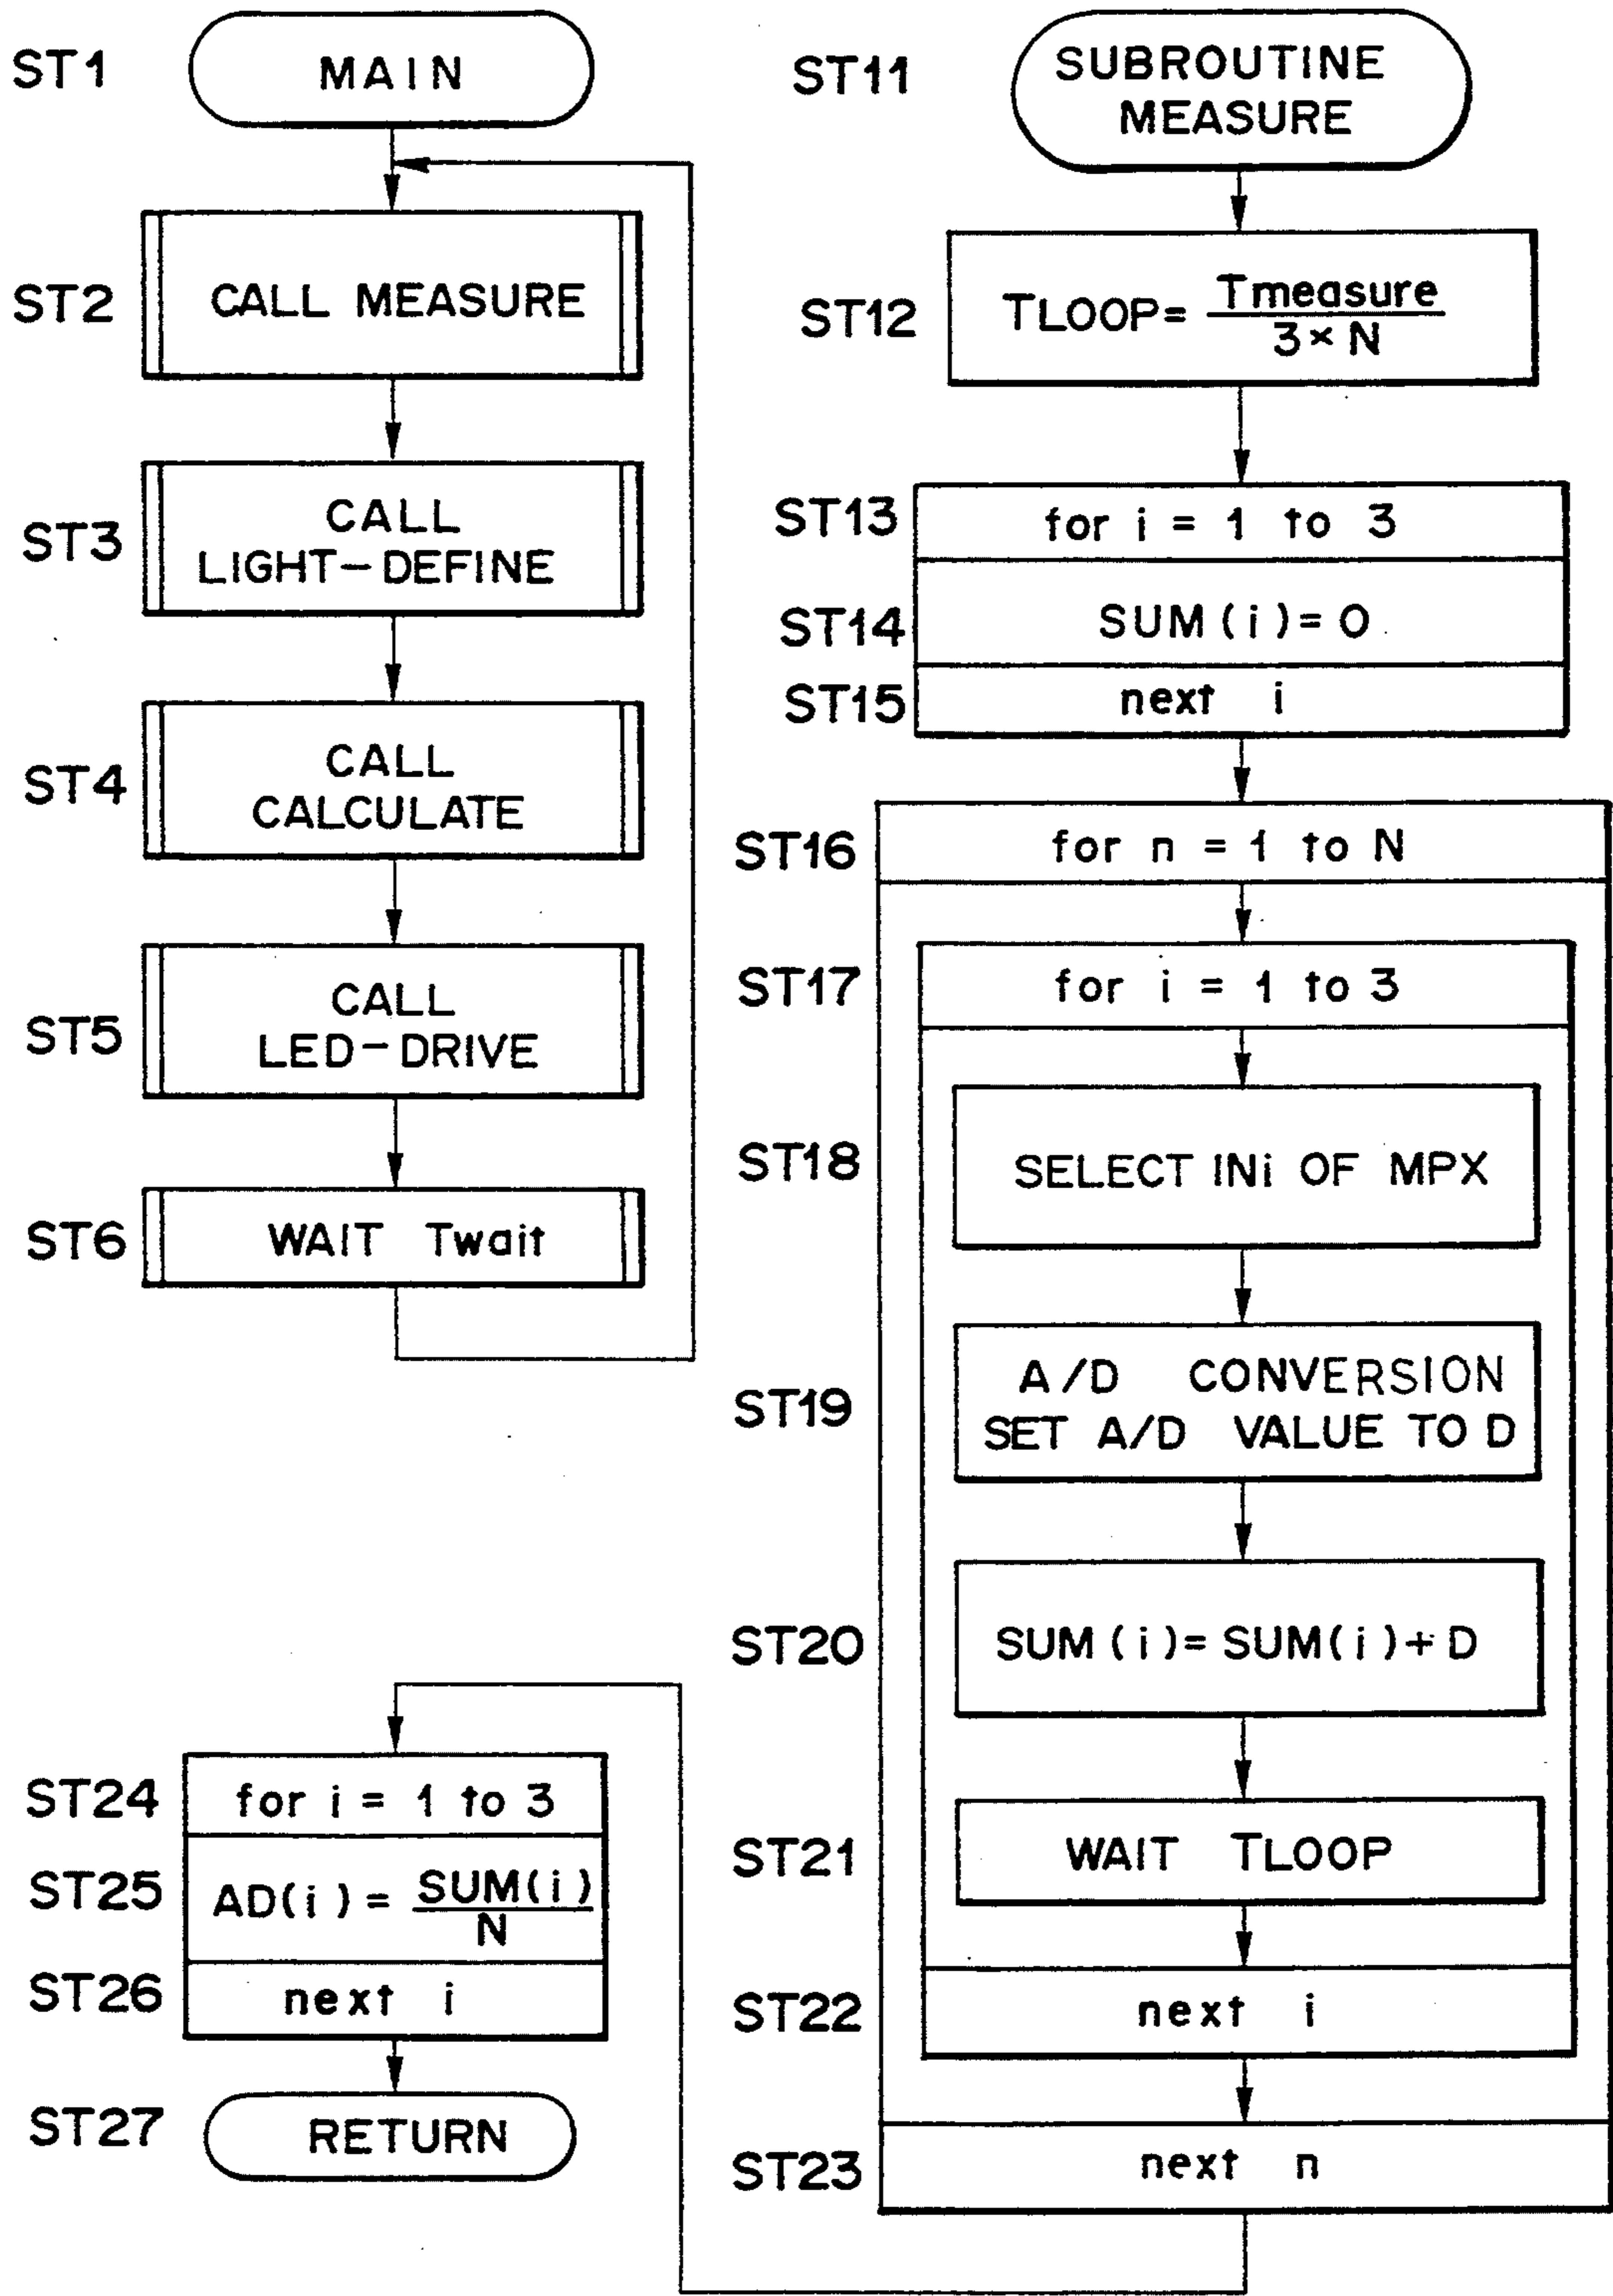 ST1
MAIN
ST2
CALL MEASURE
ST3
CALL
LIGHT-DEFINE
ST4
CALL
CALCULATE
ST5
CALL
LED-DRIVE
ST6
WAIT Twait
ST11
SUBROUTINE
MEASURE
ST12
TLOOP= Tmeasure
3 × N
ST13
for i = 1 to 3
ST14
SUM(i)=0
ST15
next i
ST16
for n = 1 to N
ST17
for i = 1 to 3
ST18
SELECT INi OF MPX
ST19
A/D CONVERSION
SET A/D VALUE TO D
ST20
SUM(i)=SUM(i)+D
ST21
WAIT TLOOP
ST22
next i
ST23
next n
ST24
for i = 1 to 3
ST25
AD(i)= SUM(i)
N
ST26
next i
ST27
RETURN